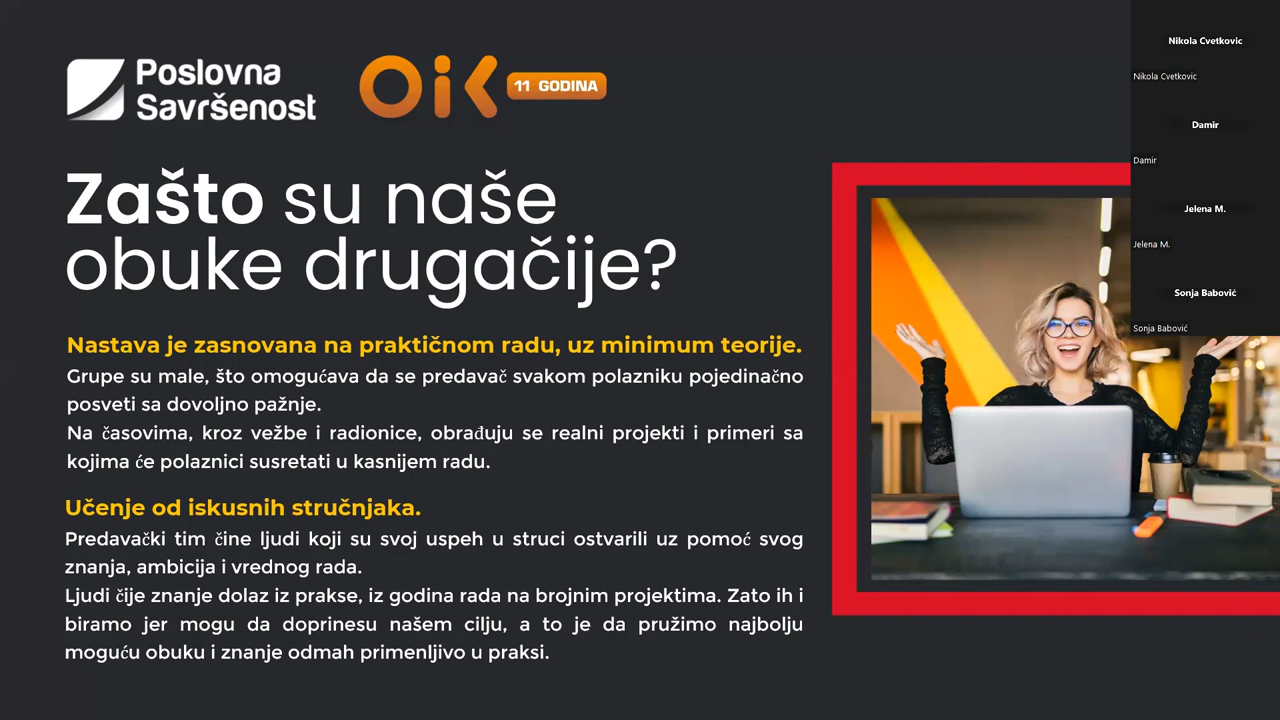 Poslovna
Savršenost
OiK
11 GODINA
Zašto su naše
obuke drugačije?
Nastava je zasnovana na praktičnom radu, uz minimum teorije.
Grupe su male, što omogućava da se predavač svakom polazniku pojedinačno
posveti sa dovoljno pažnje.
Na časovima, kroz vežbe i radionice, obrađuju se realni projekti i primeri sa
kojima će polaznici susretati u kasnijem radu.
Učenje od iskusnih stručnjaka.
Predavački tim čine ljudi koji su svoj uspeh u struci ostvarili uz pomoć svog
znanja, ambicija i vrednog rada.
Ljudi čije znanje dolaz iz prakse, iz godina rada na brojnim projektima. Zato ih i
biramo jer mogu da doprinesu našem cilju, a to je da pružimo najbolju
moguću obuku i znanje odmah primenljivo u praksi.
Nikola Cvetkovic
Nikola Cvetkovic
Damir
Damir
Jelena M.
Jelena M.
Sonja Babović
Sonja Babović